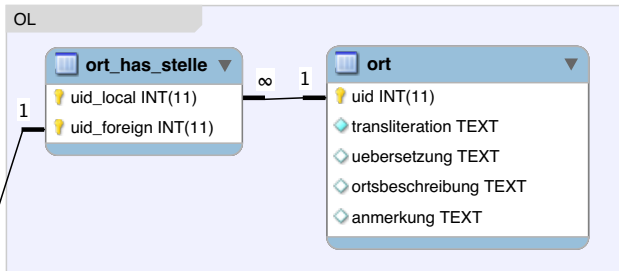 OL
ort_has_stelle
uid_local INT(11)
uid_foreign INT(11)
1
∞
1
ort
uid INT(11)
transliteration TEXT
uebersetzung TEXT
ortsbeschreibung TEXT
anmerkung TEXT